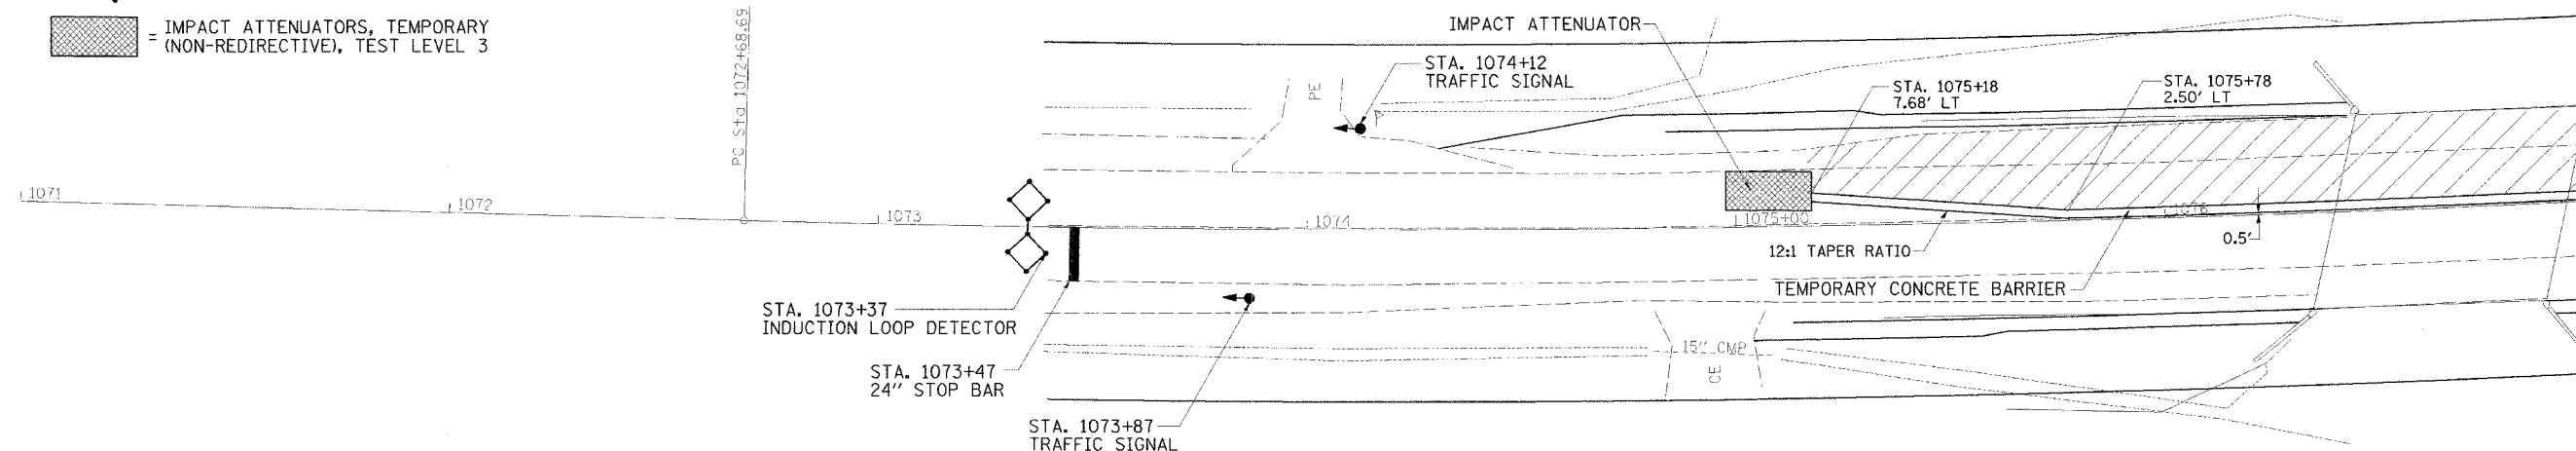 = IMPACT ATTENUATORS, TEMPORARY
(NON-REDIRECTIVE), TEST LEVEL 3
PC Sta 1072+68.69
IMPACT ATTENUATOR
STA. 1074+12
TRAFFIC SIGNAL
PE
STA. 1075+18
7.68' LT
STA. 1075+78
2.50' LT
1071
1072
1073
1074
1075+00
1076
0.5'
12:1 TAPER RATIO
TEMPORARY CONCRETE BARRIER
STA. 1073+37
INDUCTION LOOP DETECTOR
STA. 1073+47
24" STOP BAR
STA. 1073+87
TRAFFIC SIGNAL
15" CMP
CE